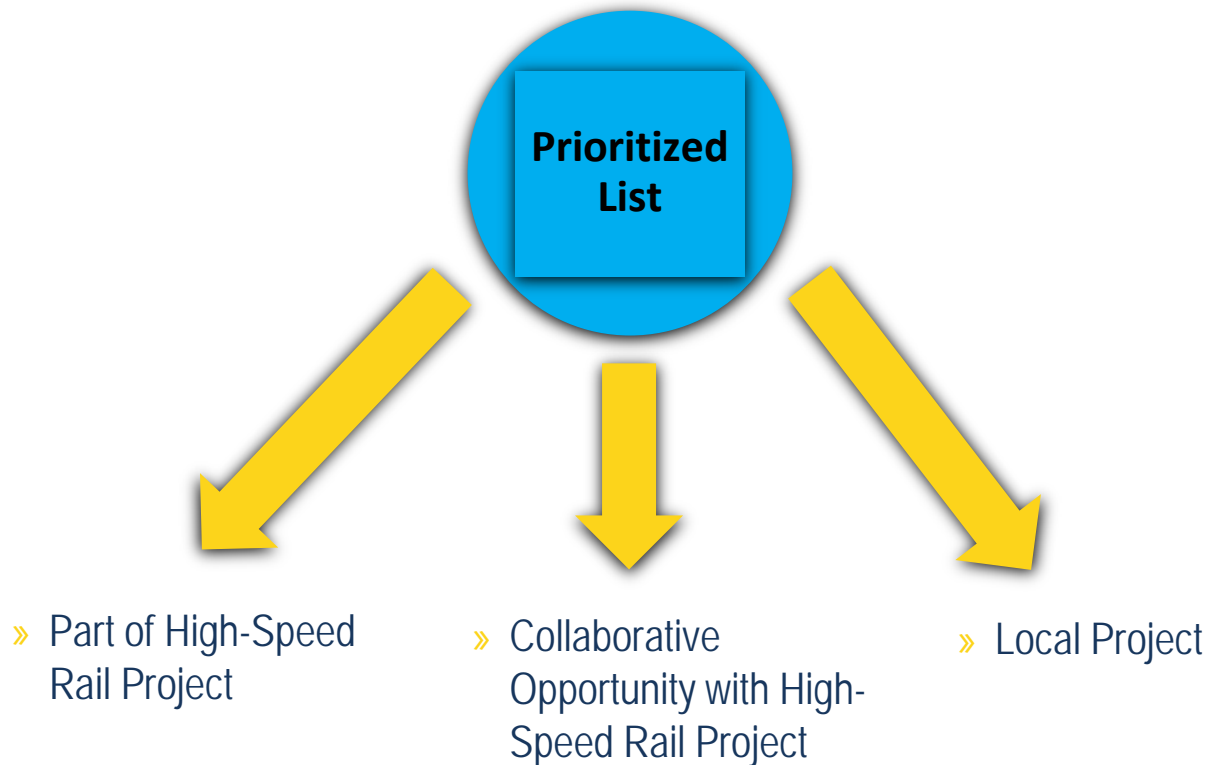 Prioritized
List
» Part of High-Speed
Rail Project
» Collaborative
Opportunity with High-
Speed Rail Project
» Local Project